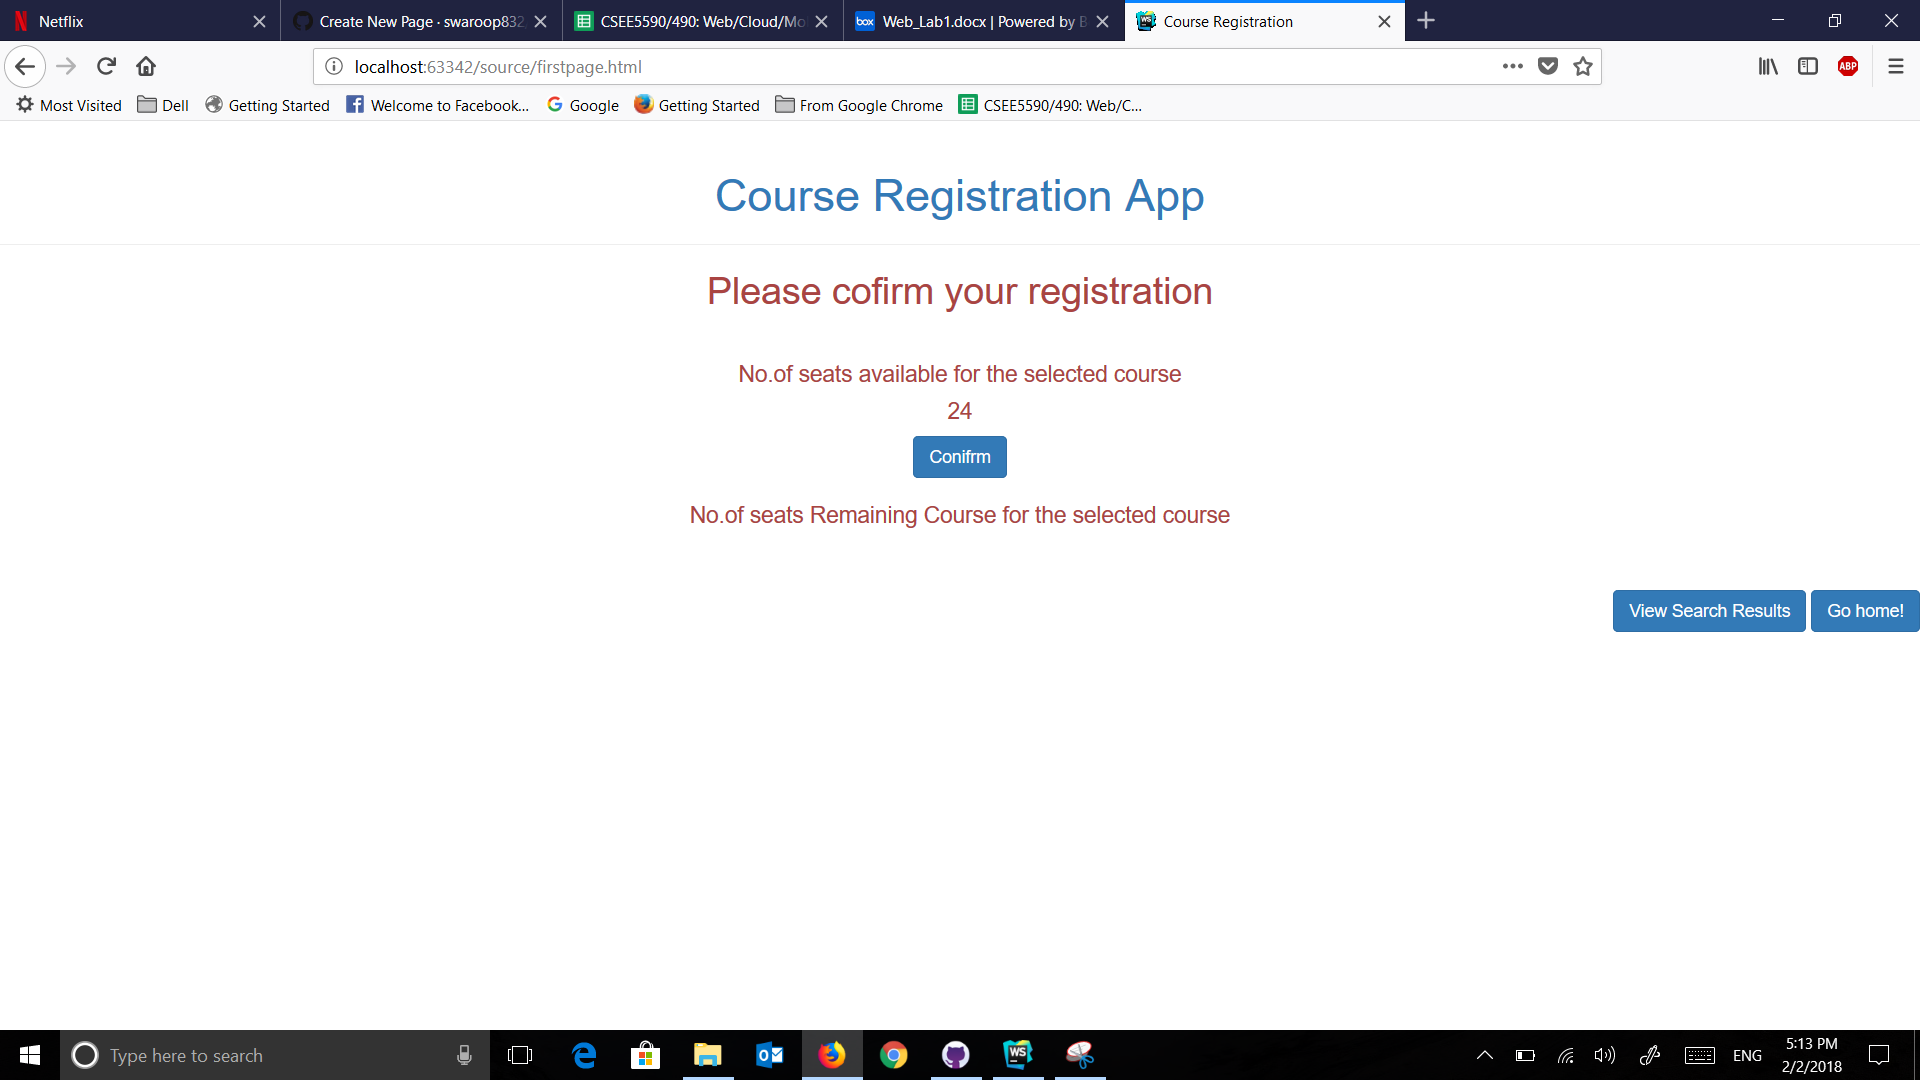 Netflix
Create New Page · swaroop832
CSEE5590/490: Web/Cloud/Mo
box Web_Lab1.docx | Powered by B
WS Course Registration
localhost:63342/source/firstpage.html
ABP
Most Visited Dell Getting Started Welcome to Facebook... Google Getting Started From Google Chrome CSEE5590/490: Web/C...
Course Registration App
Please cofirm your registration
No.of seats available for the selected course
24
Conifrm
No.of seats Remaining Course for the selected course
View Search Results Go home!
Type here to search
WS
ENG
5:13 PM
2/2/2018